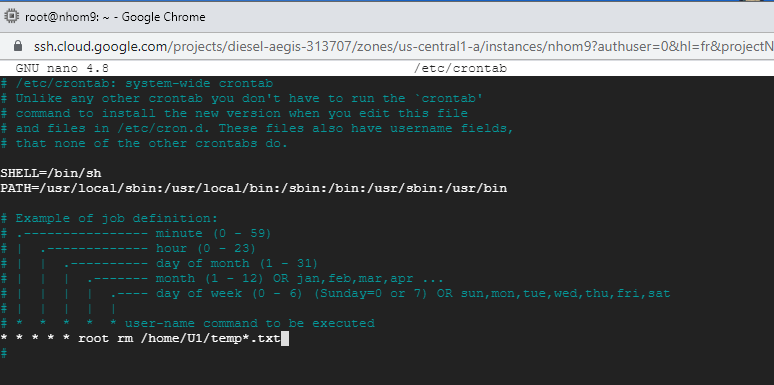 root@nhom9: ~ - Google Chrome
ssh.cloud.google.com/projects/diesel-aegis-313707/zones/us-central1-a/instances/nhom9?authuser=0&hl=fr&projectN
GNU nano 4.8 /etc/crontab
# /etc/crontab: system-wide crontab
# Unlike any other crontab you don't have to run the `crontab'
# command to install the new version when you edit this file
# and files in /etc/cron.d. These files also have username fields,
# that none of the other crontabs do.
SHELL=/bin/sh
PATH=/usr/local/sbin:/usr/local/bin:/sbin:/bin:/usr/sbin:/usr/bin
# Example of job definition:
# .---------------- minute (0 - 59)
# | .------------- hour (0 - 23)
# | | .---------- day of month (1 - 31)
# | | | .------- month (1 - 12) OR jan,feb,mar,apr ...
# | | | | .---- day of week (0 - 6) (Sunday=0 or 7) OR sun,mon,tue,wed,thu,fri,sat
# | | | | |
# * * * * * user-name command to be executed
* * * * * root rm /home/U1/temp*.txt
#